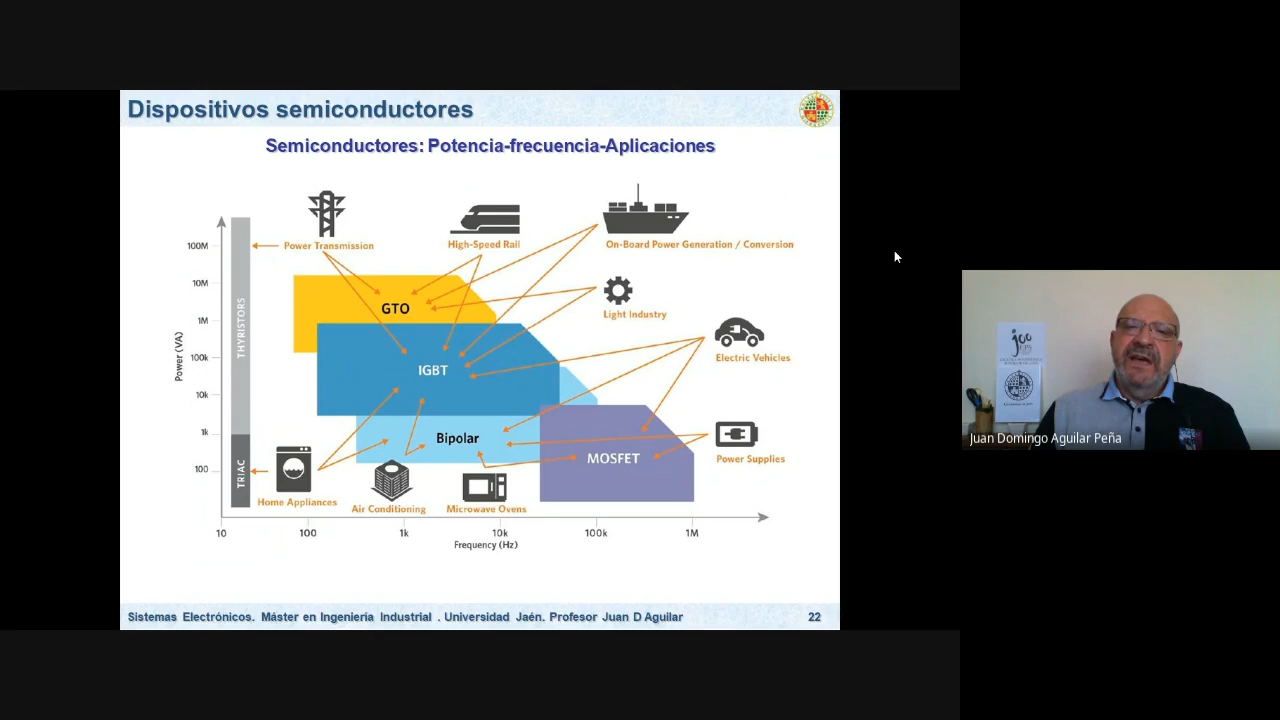 Dispositivos semiconductores
Semiconductores: Potencia-frecuencia-Aplicaciones
Power Transmission
High-Speed Rail
On-Board Power Generation / Conversion
Light Industry
Electric Vehicles
Power Supplies
Home Appliances
Air Conditioning
Microwave Ovens
GTO
IGBT
Bipolar
MOSFET
THYRISTORS
TRIAC
Power (VA)
100M
10M
1M
100k
10k
1k
100
10
100
1k
10k
100k
1M
Frequency (Hz)
Sistemas Electrónicos. Máster en Ingeniería Industrial . Universidad Jaén. Profesor Juan D Aguilar
22
Juan Domingo Aguilar Peña